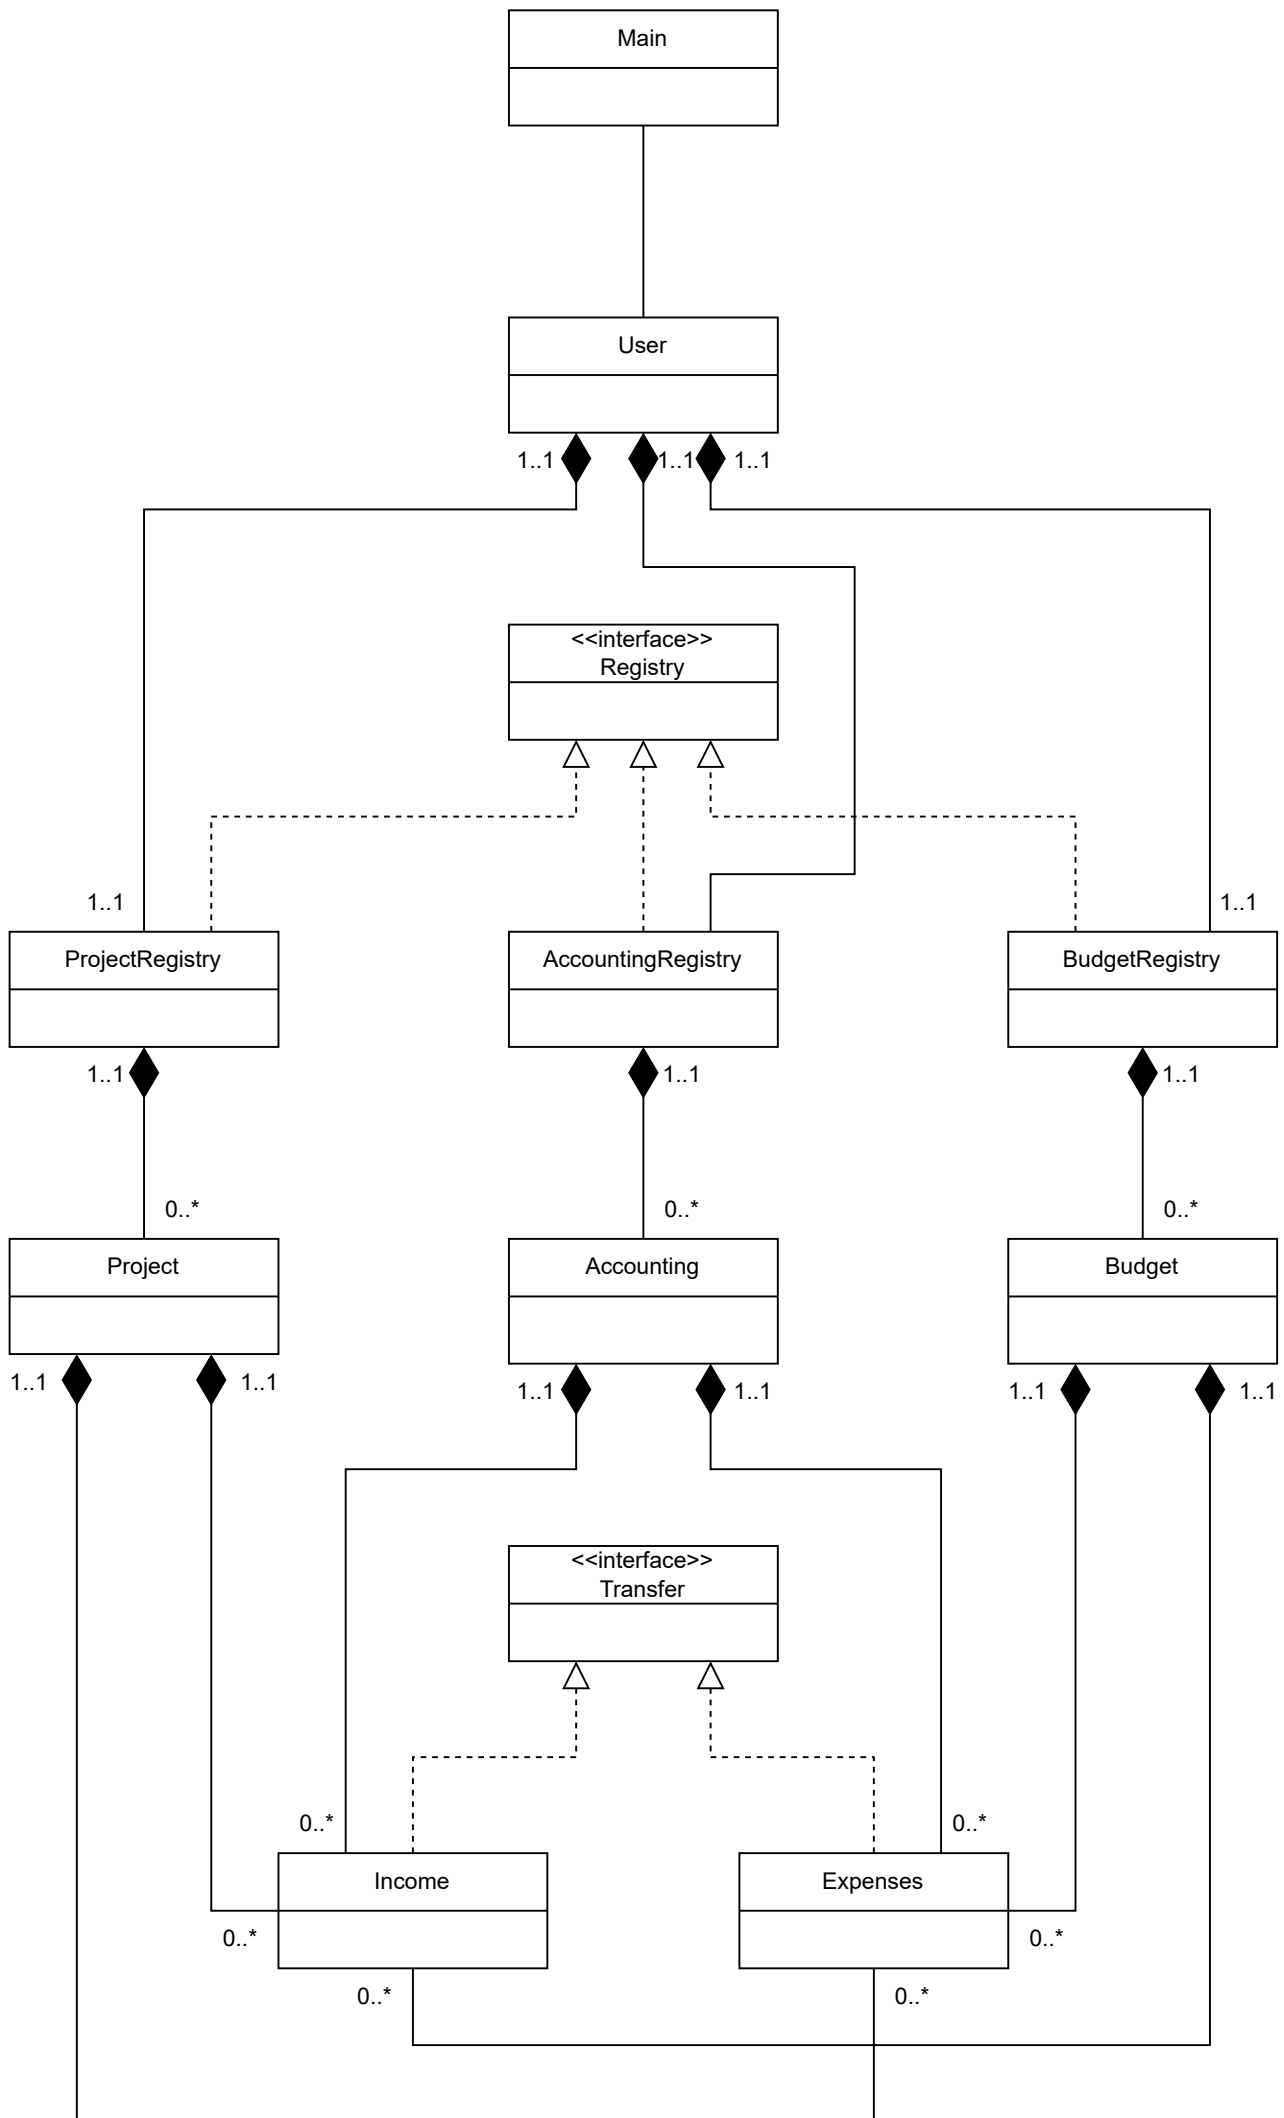 Main
User
1..1 1..1 1..1
<<interface>>
Registry
1..1 1..1
ProjectRegistry AccountingRegistry BudgetRegistry
1..1 1..1 1..1
0..* 0..* 0..*
Project Accounting Budget
1..1 1..1 1..1 1..1 1..1 1..1
<<interface>>
Transfer
0..* 0..*
Income Expenses
0..* 0..*
0..* 0..*